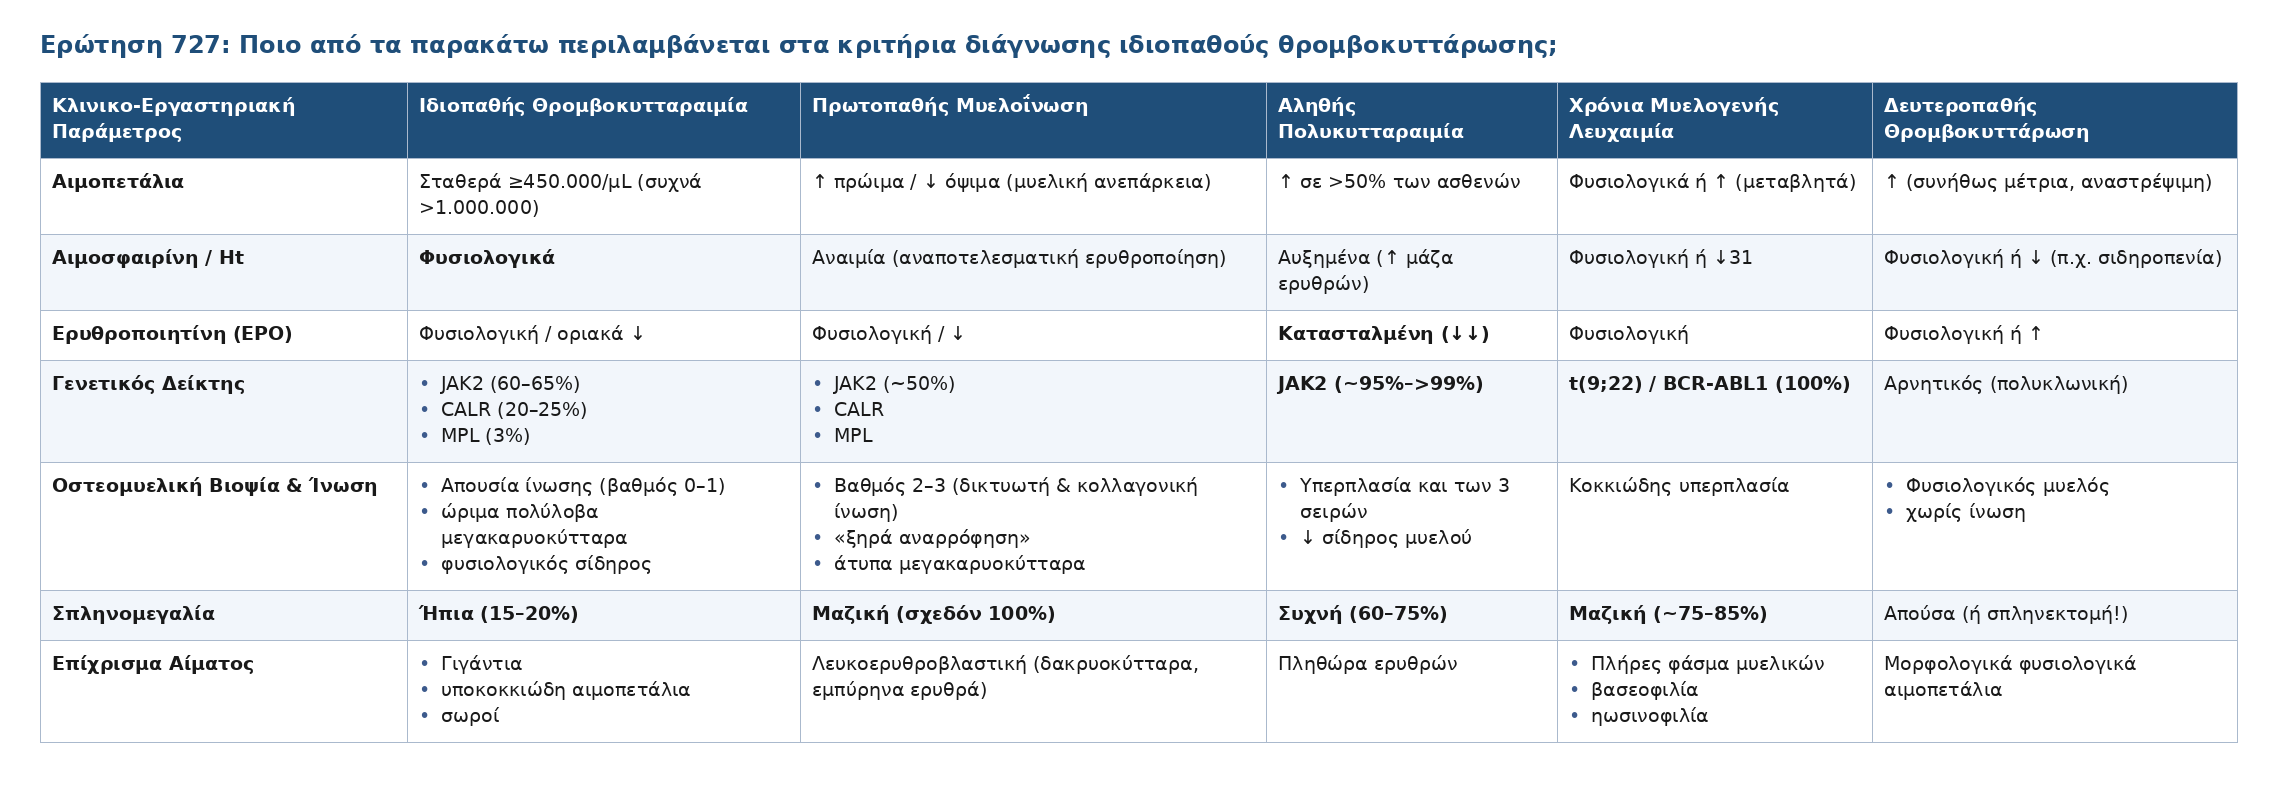 Ερώτηση 727: Ποιο από τα παρακάτω περιλαμβάνεται στα κριτήρια διάγνωσης ιδιοπαθούς θρομβοκυττάρωσης;
Κλινικο-Εργαστηριακή
Παράμετρος
Ιδιοπαθής Θρομβοκυτταραιμία
Πρωτοπαθής Μυελοΐνωση
Αληθής
Πολυκυτταραιμία
Χρόνια Μυελογενής
Λευχαιμία
Δευτεροπαθής
Θρομβοκυττάρωση
Αιμοπετάλια
Σταθερά ≥450.000/μL (συχνά
>1.000.000)
↑ πρώιμα / ↓ όψιμα (μυελική ανεπάρκεια)
↑ σε >50% των ασθενών
Φυσιολογικά ή ↑ (μεταβλητά)
↑ (συνήθως μέτρια, αναστρέψιμη)
Αιμοσφαιρίνη / Ht
Φυσιολογικά
Αναιμία (αναποτελεσματική ερυθροποίηση)
Αυξημένα (↑ μάζα
ερυθρών)
Φυσιολογική ή ↓31
Φυσιολογική ή ↓ (π.χ. σιδηροπενία)
Ερυθροποιητίνη (EPO)
Φυσιολογική / οριακά ↓
Φυσιολογική / ↓
Κατασταλμένη (↓↓)
Φυσιολογική
Φυσιολογική ή ↑
Γενετικός Δείκτης
• JAK2 (60–65%)
• CALR (20–25%)
• MPL (3%)
• JAK2 (~50%)
• CALR
• MPL
JAK2 (~95%–>99%)
t(9;22) / BCR-ABL1 (100%)
Αρνητικός (πολυκλωνική)
Οστεομυελική Βιοψία & Ίνωση
• Απουσία ίνωσης (βαθμός 0–1)
• ώριμα πολύλοβα
μεγακαρυοκύτταρα
• φυσιολογικός σίδηρος
• Βαθμός 2–3 (δικτυωτή & κολλαγονική
ίνωση)
• «ξηρά αναρρόφηση»
• άτυπα μεγακαρυοκύτταρα
• Υπερπλασία και των 3
σειρών
• ↓ σίδηρος μυελού
Κοκκιώδης υπερπλασία
• Φυσιολογικός μυελός
• χωρίς ίνωση
Σπληνομεγαλία
Ήπια (15–20%)
Μαζική (σχεδόν 100%)
Συχνή (60–75%)
Μαζική (~75–85%)
Απούσα (ή σπληνεκτομή!)
Επίχρισμα Αίματος
• Γιγάντια
• υποκοκκιώδη αιμοπετάλια
• σωροί
Λευκοερυθροβλαστική (δακρυοκύτταρα,
εμπύρηνα ερυθρά)
Πληθώρα ερυθρών
• Πλήρες φάσμα μυελικών
• βασεοφιλία
• ηωσινοφιλία
Μορφολογικά φυσιολογικά
αιμοπετάλια